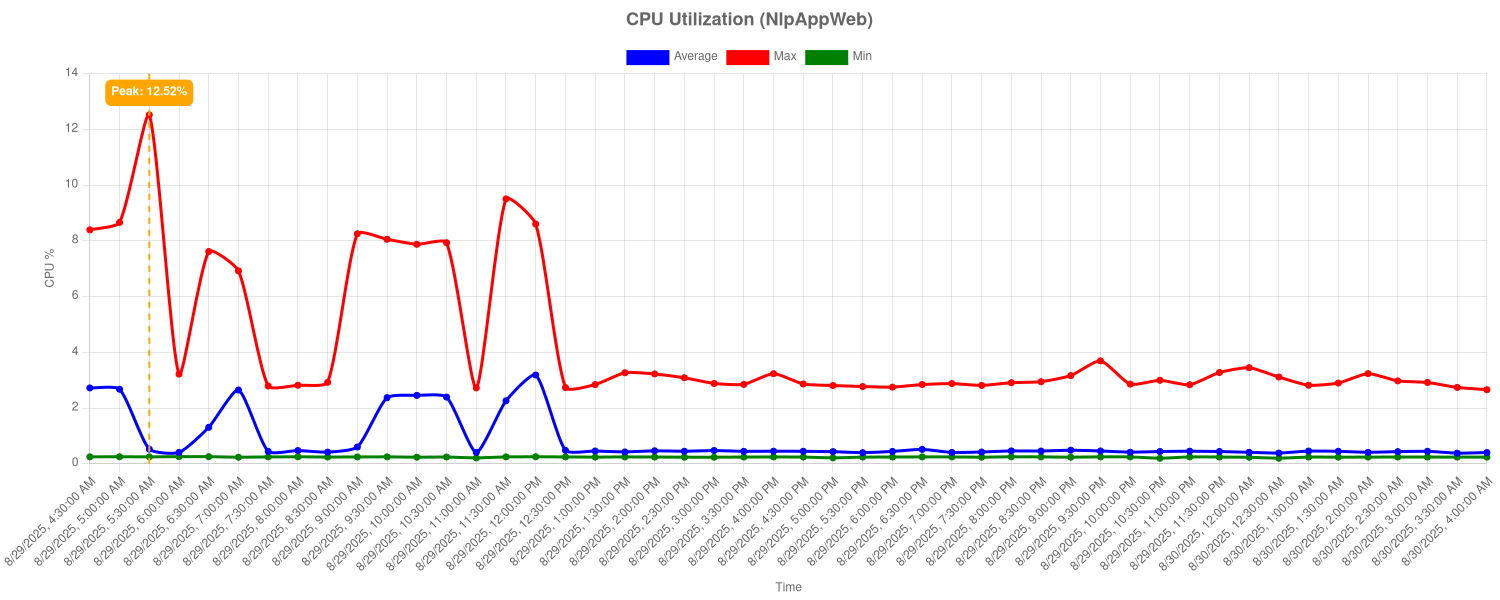 CPU Utilization (NlpAppWeb)
Average Max Min
14
Peak: 12.52%
12
10
8
CPU %
6
4
2
0
8/29/2025, 4:30:00 AM
8/29/2025, 5:00:00 AM
8/29/2025, 5:30:00 AM
8/29/2025, 6:00:00 AM
8/29/2025, 6:30:00 AM
8/29/2025, 7:00:00 AM
8/29/2025, 7:30:00 AM
8/29/2025, 8:00:00 AM
8/29/2025, 8:30:00 AM
8/29/2025, 9:00:00 AM
8/29/2025, 9:30:00 AM
8/29/2025, 10:00:00 AM
8/29/2025, 10:30:00 AM
8/29/2025, 11:00:00 AM
8/29/2025, 11:30:00 AM
8/29/2025, 12:00:00 PM
8/29/2025, 12:30:00 PM
8/29/2025, 1:00:00 PM
8/29/2025, 1:30:00 PM
8/29/2025, 2:00:00 PM
8/29/2025, 2:30:00 PM
8/29/2025, 3:00:00 PM
8/29/2025, 3:30:00 PM
8/29/2025, 4:00:00 PM
8/29/2025, 4:30:00 PM
8/29/2025, 5:00:00 PM
8/29/2025, 5:30:00 PM
8/29/2025, 6:00:00 PM
8/29/2025, 6:30:00 PM
8/29/2025, 7:00:00 PM
8/29/2025, 7:30:00 PM
8/29/2025, 8:00:00 PM
8/29/2025, 8:30:00 PM
8/29/2025, 9:00:00 PM
8/29/2025, 9:30:00 PM
8/29/2025, 10:00:00 PM
8/29/2025, 10:30:00 PM
8/29/2025, 11:00:00 PM
8/29/2025, 11:30:00 PM
8/30/2025, 12:00:00 AM
8/30/2025, 12:30:00 AM
8/30/2025, 1:00:00 AM
8/30/2025, 1:30:00 AM
8/30/2025, 2:00:00 AM
8/30/2025, 2:30:00 AM
8/30/2025, 3:00:00 AM
8/30/2025, 3:30:00 AM
8/30/2025, 4:00:00 AM
Time